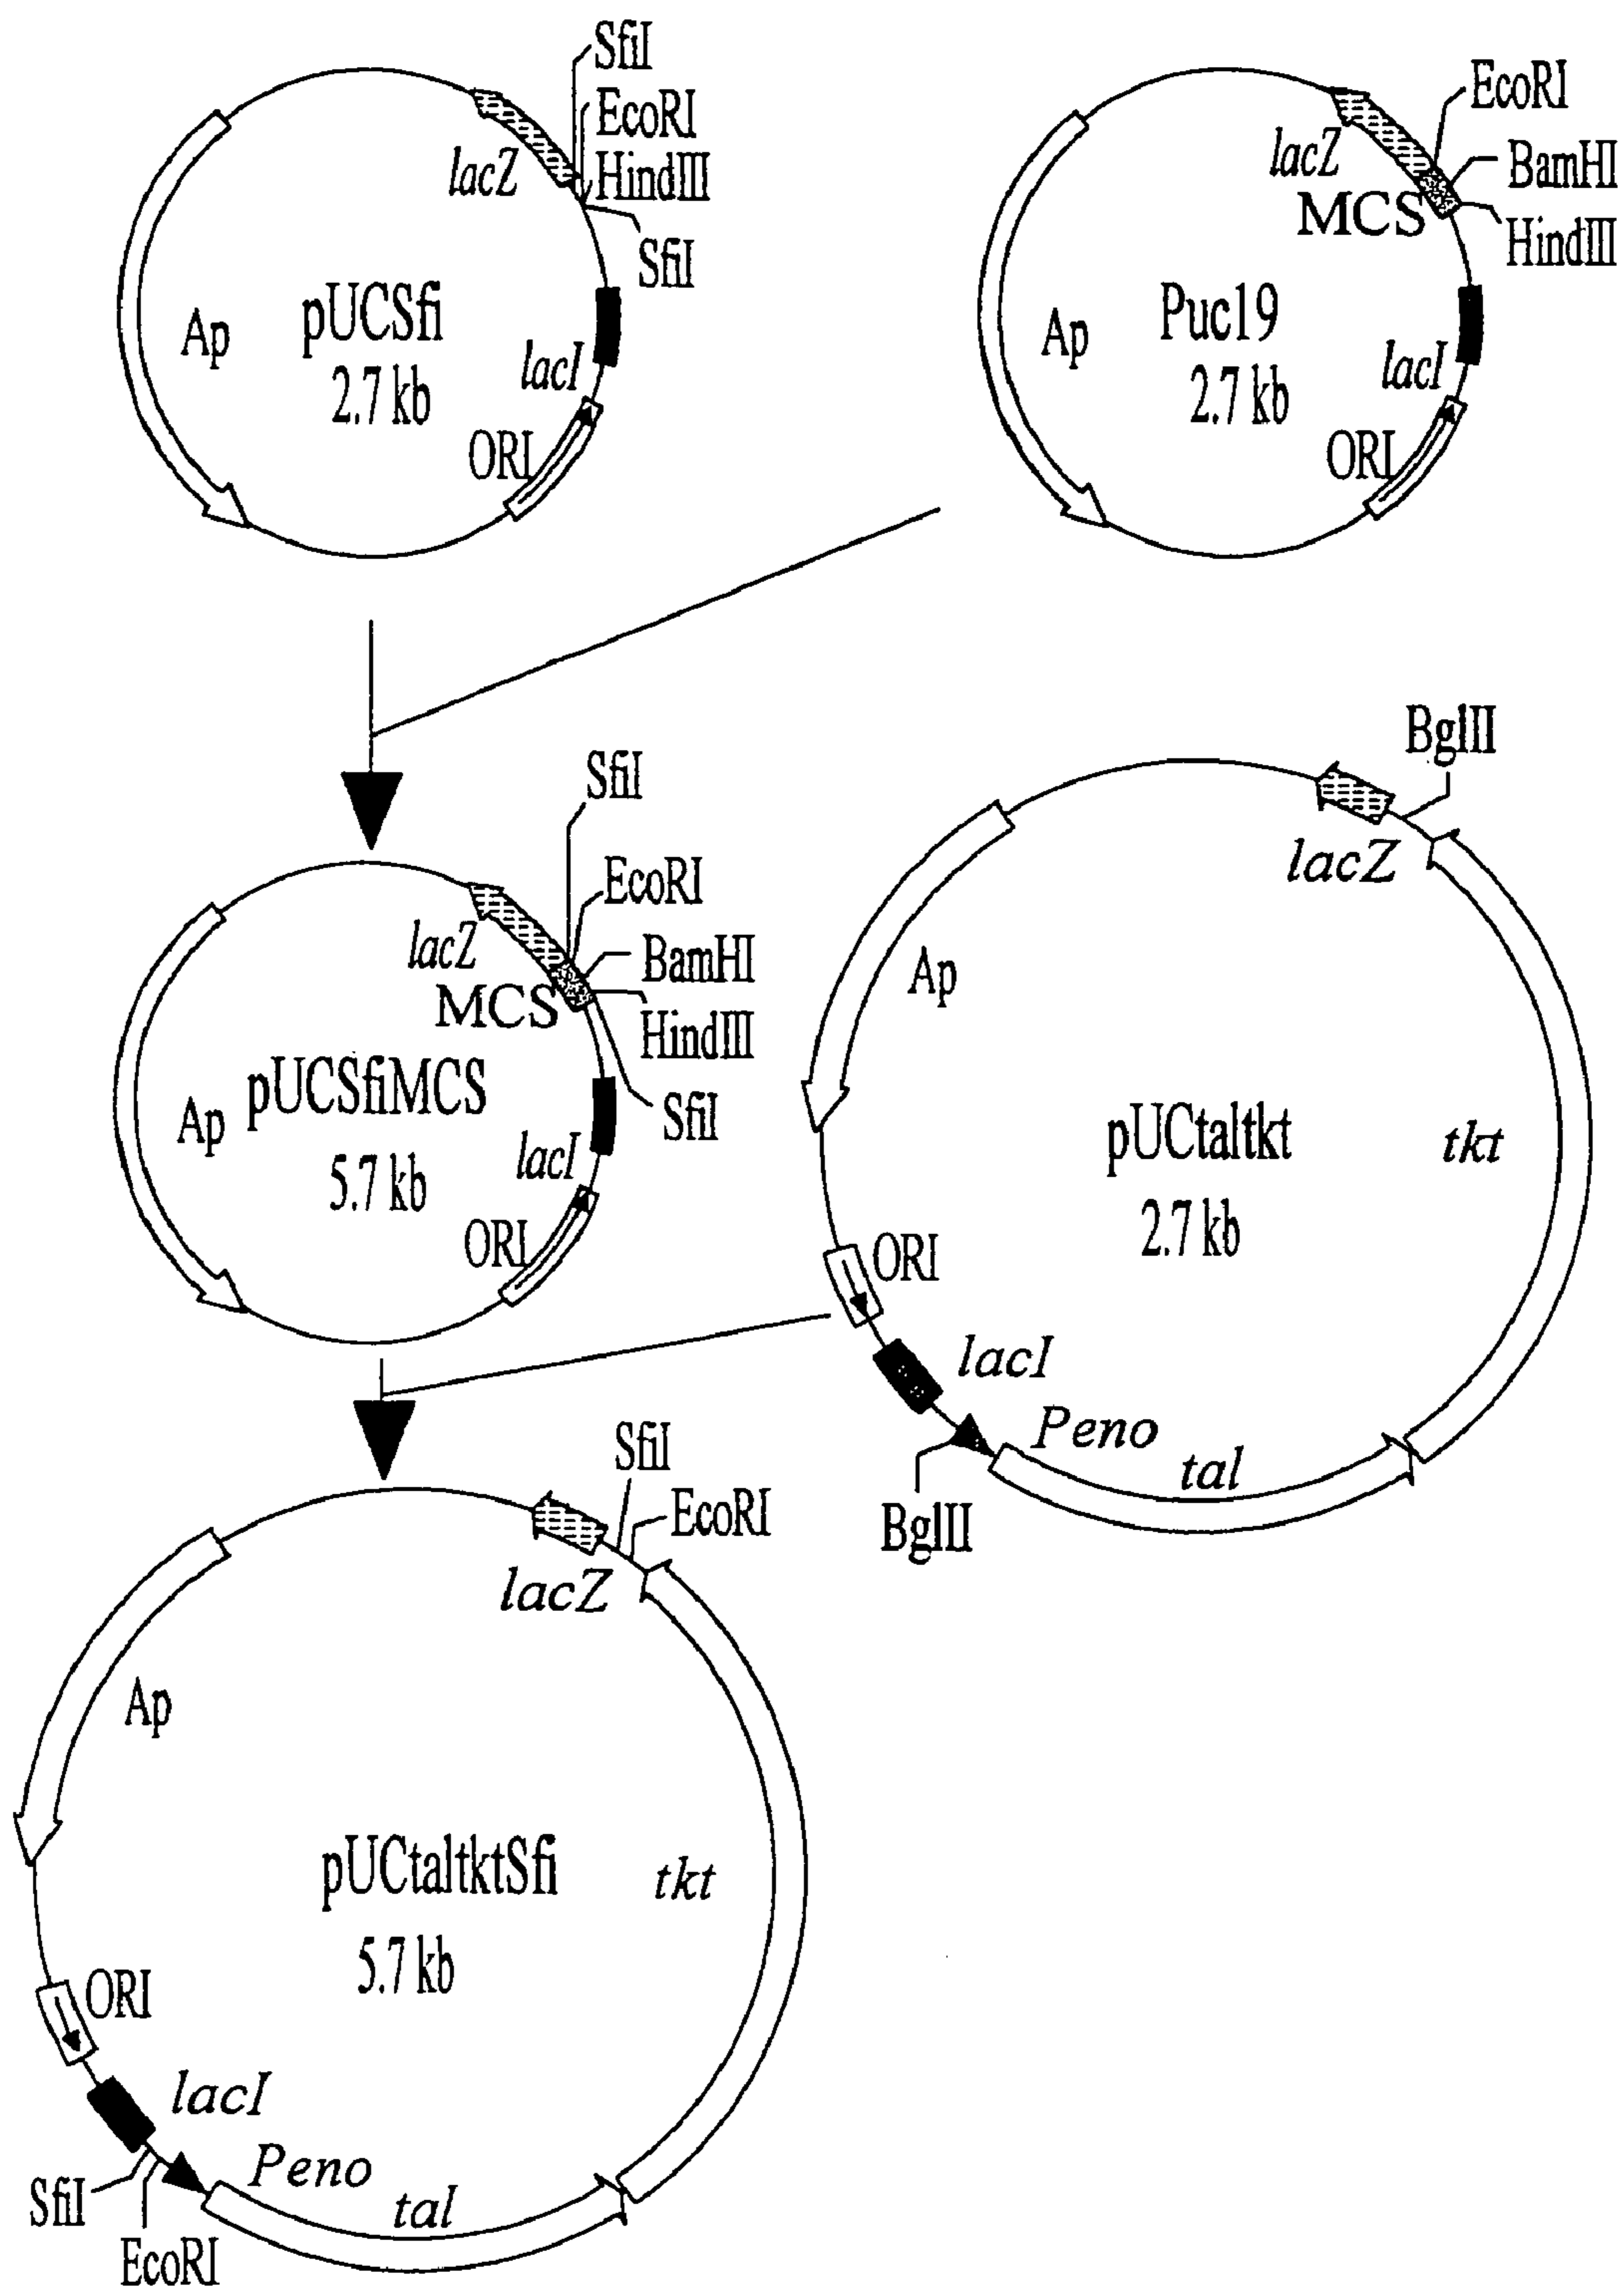 SfiI
EcoRI
HindIII
SfiI
lacZ
pUCSfi
2.7 kb
Ap
lacI
ORI
EcoRI
BamHI
HindIII
lacZ
MCS
Puc19
2.7 kb
Ap
lacI
ORI
SfiI
EcoRI
BamHI
HindIII
SfiI
lacZ
MCS
pUCSfiMCS
5.7 kb
Ap
lacI
ORI
BglII
lacZ
Ap
pUCtaltkt
2.7 kb
tkt
ORI
lacI
Peno
tal
BglII
SfiI
EcoRI
lacZ
Ap
pUCtaltktSfi
5.7 kb
tkt
ORI
lacI
Peno
tal
SfiI
EcoRI